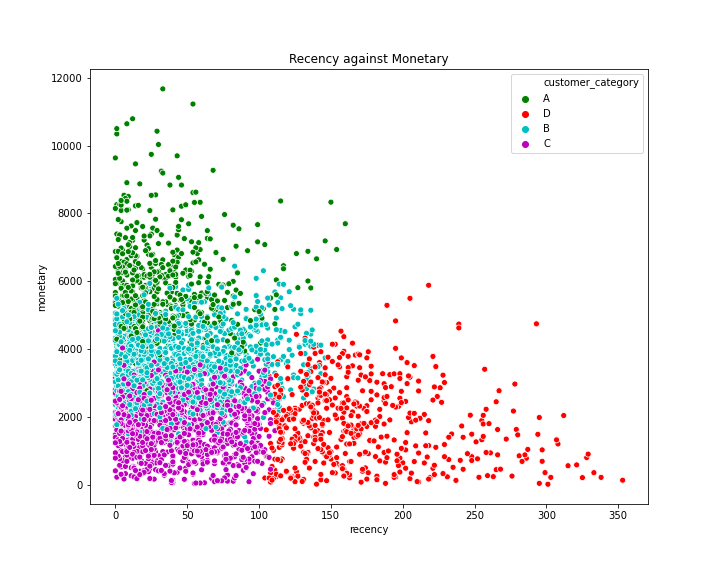 Recency against Monetary
customer_category
A
D
B
C
12000
10000
8000
6000
4000
2000
0
monetary
0
50
100
150
200
250
300
350
recency